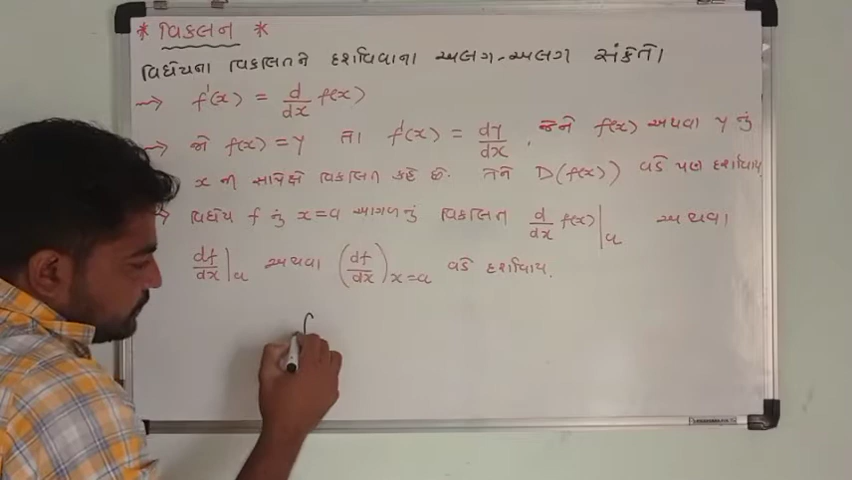 * વિકલન *
વિધેયના વિકલિતને દર્શાવવાના અલગ-અલગ સંકેતો
⇝ f'(x) = d/dx f(x)
⇝ જો f(x) = y તો f'(x) = dy/dx , જેને f(x) અથવા y નું
x ની સાપેક્ષે વિકલિત કહે છે. તેને D(f(x)) વડે પણ દર્શાવાય.
⇝ વિધેય f નું x=a આગળનું વિકલિત d/dx f(x)|a અથવા
df/dx|a અથવા (df/dx)x=a વડે દર્શાવાય.